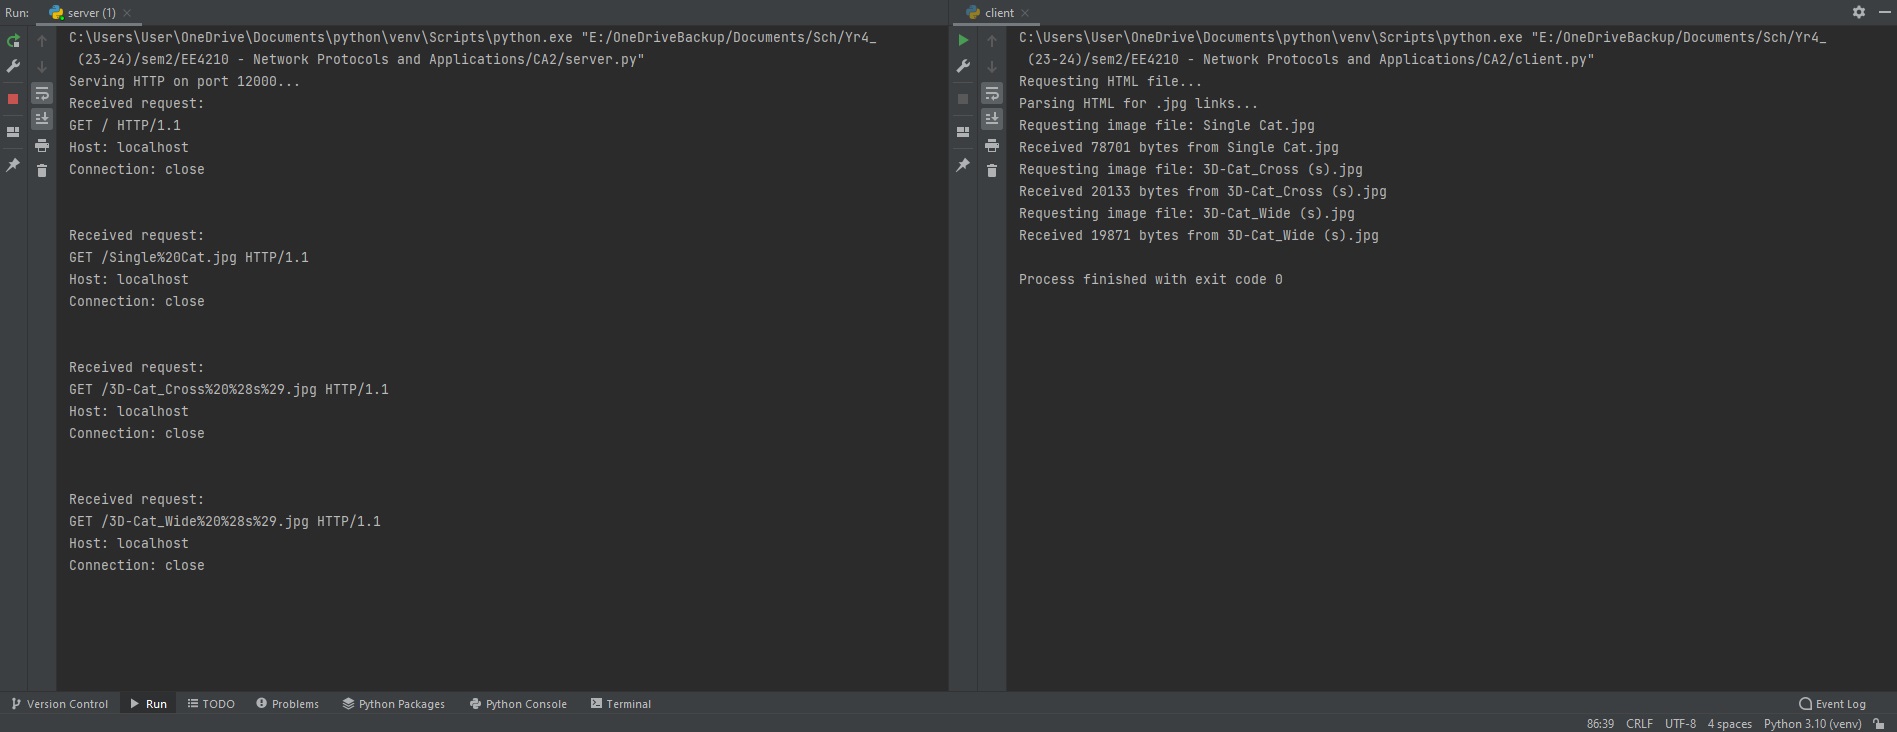 Run:
server (1)
C:\Users\User\OneDrive\Documents\python\venv\Scripts\python.exe "E:/OneDriveBackup/Documents/Sch/Yr4_
(23-24)/sem2/EE4210 - Network Protocols and Applications/CA2/server.py"
Serving HTTP on port 12000...
Received request:
GET / HTTP/1.1
Host: localhost
Connection: close
Received request:
GET /Single%20Cat.jpg HTTP/1.1
Host: localhost
Connection: close
Received request:
GET /3D-Cat_Cross%20%28s%29.jpg HTTP/1.1
Host: localhost
Connection: close
Received request:
GET /3D-Cat_Wide%20%28s%29.jpg HTTP/1.1
Host: localhost
Connection: close
client
C:\Users\User\OneDrive\Documents\python\venv\Scripts\python.exe "E:/OneDriveBackup/Documents/Sch/Yr4_
(23-24)/sem2/EE4210 - Network Protocols and Applications/CA2/client.py"
Requesting HTML file...
Parsing HTML for .jpg links...
Requesting image file: Single Cat.jpg
Received 78701 bytes from Single Cat.jpg
Requesting image file: 3D-Cat_Cross (s).jpg
Received 20133 bytes from 3D-Cat_Cross (s).jpg
Requesting image file: 3D-Cat_Wide (s).jpg
Received 19871 bytes from 3D-Cat_Wide (s).jpg
Process finished with exit code 0
Version Control Run TODO Problems Python Packages Python Console Terminal Event Log
86:39 CRLF UTF-8 4 spaces Python 3.10 (venv)